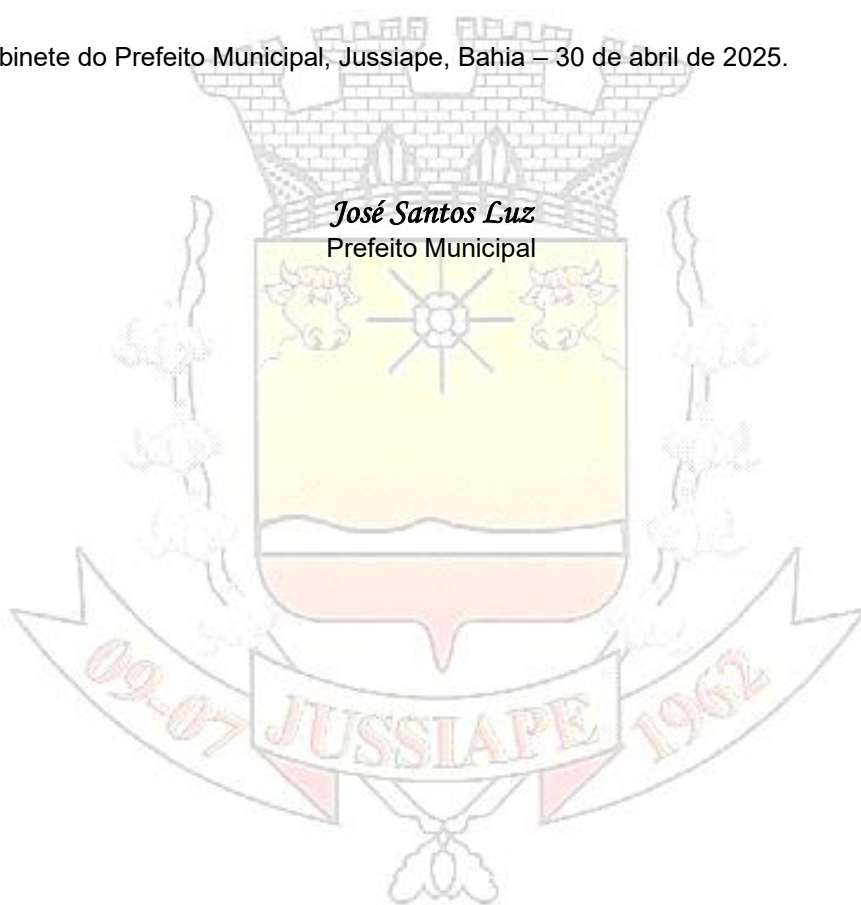 binete do Prefeito Municipal, Jussiape, Bahia – 30 de abril de 2025.
José Santos Luz
Prefeito Municipal
09-07
JUSSIAPE
1962